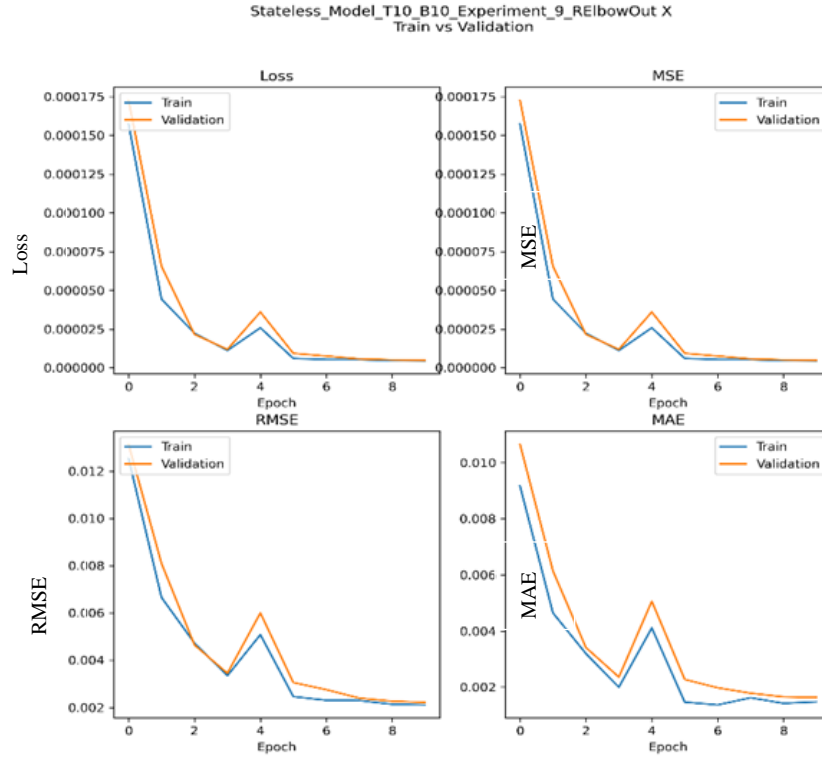 Stateless_Model_T10_B10_Experiment_9_RElbowOut X
Train vs Validation
Loss
0.000175
0.000150
0.000125
0.000100
0.000075
0.000050
0.000025
0.000000
Train
Validation
Loss
0 2 4 6 8
Epoch
MSE
0.000175
0.000150
0.000125
0.000100
0.000075
0.000050
0.000025
0.000000
Train
Validation
MSE
0 2 4 6 8
Epoch
RMSE
0.012
0.010
0.008
0.006
0.004
0.002
Train
Validation
RMSE
0 2 4 6 8
Epoch
MAE
0.010
0.008
0.006
0.004
0.002
Train
Validation
MAE
0 2 4 6 8
Epoch